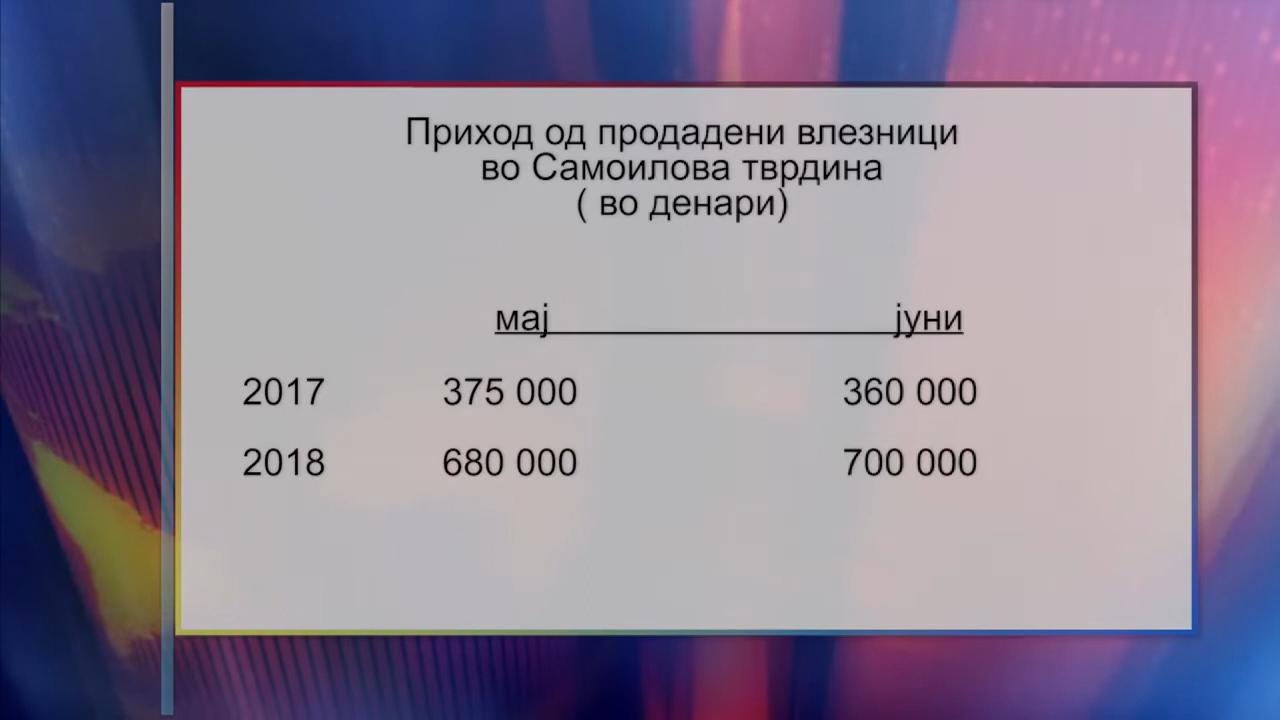 Приход од продадени влезници
во Самоилова тврдина
( во денари)
мај јуни
2017 375 000 360 000
2018 680 000 700 000